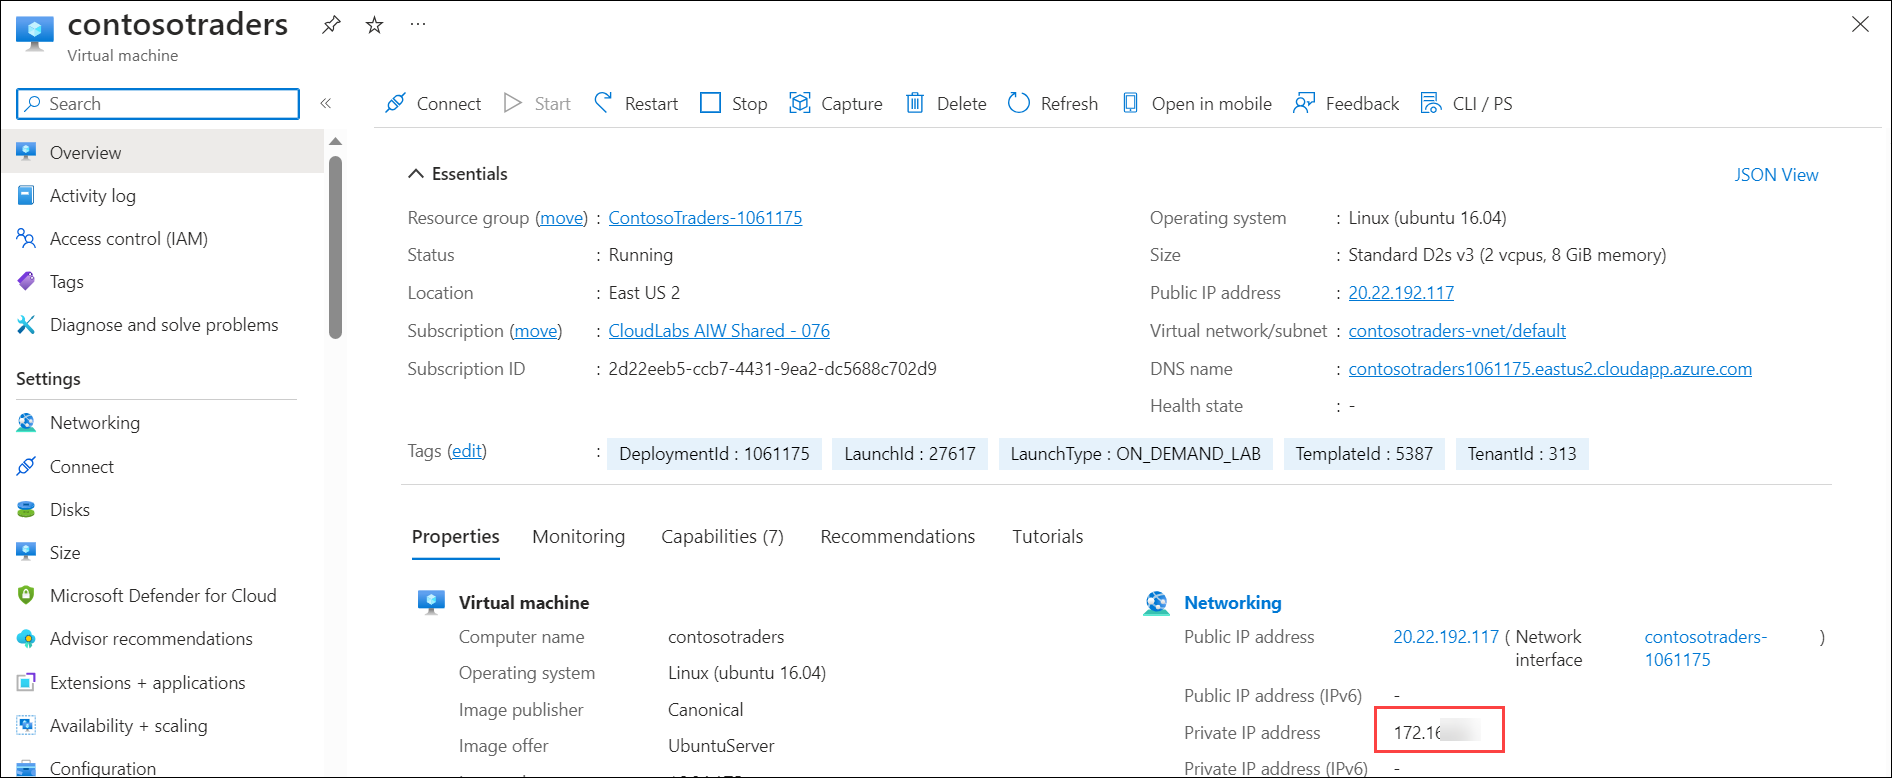 contosotraders
Virtual machine
Search
«
Connect Start Restart Stop Capture Delete Refresh Open in mobile Feedback CLI / PS
Overview
Activity log
Access control (IAM)
Tags
Diagnose and solve problems
Settings
Networking
Connect
Disks
Size
Microsoft Defender for Cloud
Advisor recommendations
Extensions + applications
Availability + scaling
Configuration
Essentials
JSON View
Resource group (move) : ContosoTraders-1061175
Status : Running
Location : East US 2
Subscription (move) : CloudLabs AIW Shared - 076
Subscription ID : 2d22eeb5-ccb7-4431-9ea2-dc5688c702d9
Operating system : Linux (ubuntu 16.04)
Size : Standard D2s v3 (2 vcpus, 8 GiB memory)
Public IP address : 20.22.192.117
Virtual network/subnet : contosotraders-vnet/default
DNS name : contosotraders1061175.eastus2.cloudapp.azure.com
Health state : -
Tags (edit) : DeploymentId : 1061175 LaunchId : 27617 LaunchType : ON_DEMAND_LAB TemplateId : 5387 TenantId : 313
Properties Monitoring Capabilities (7) Recommendations Tutorials
Virtual machine
Computer name contosotraders
Operating system Linux (ubuntu 16.04)
Image publisher Canonical
Image offer UbuntuServer
Networking
Public IP address 20.22.192.117 ( Network interface contosotraders-1061175 )
Public IP address (IPv6) -
Private IP address 172.16
Private IP address (IPv6) -